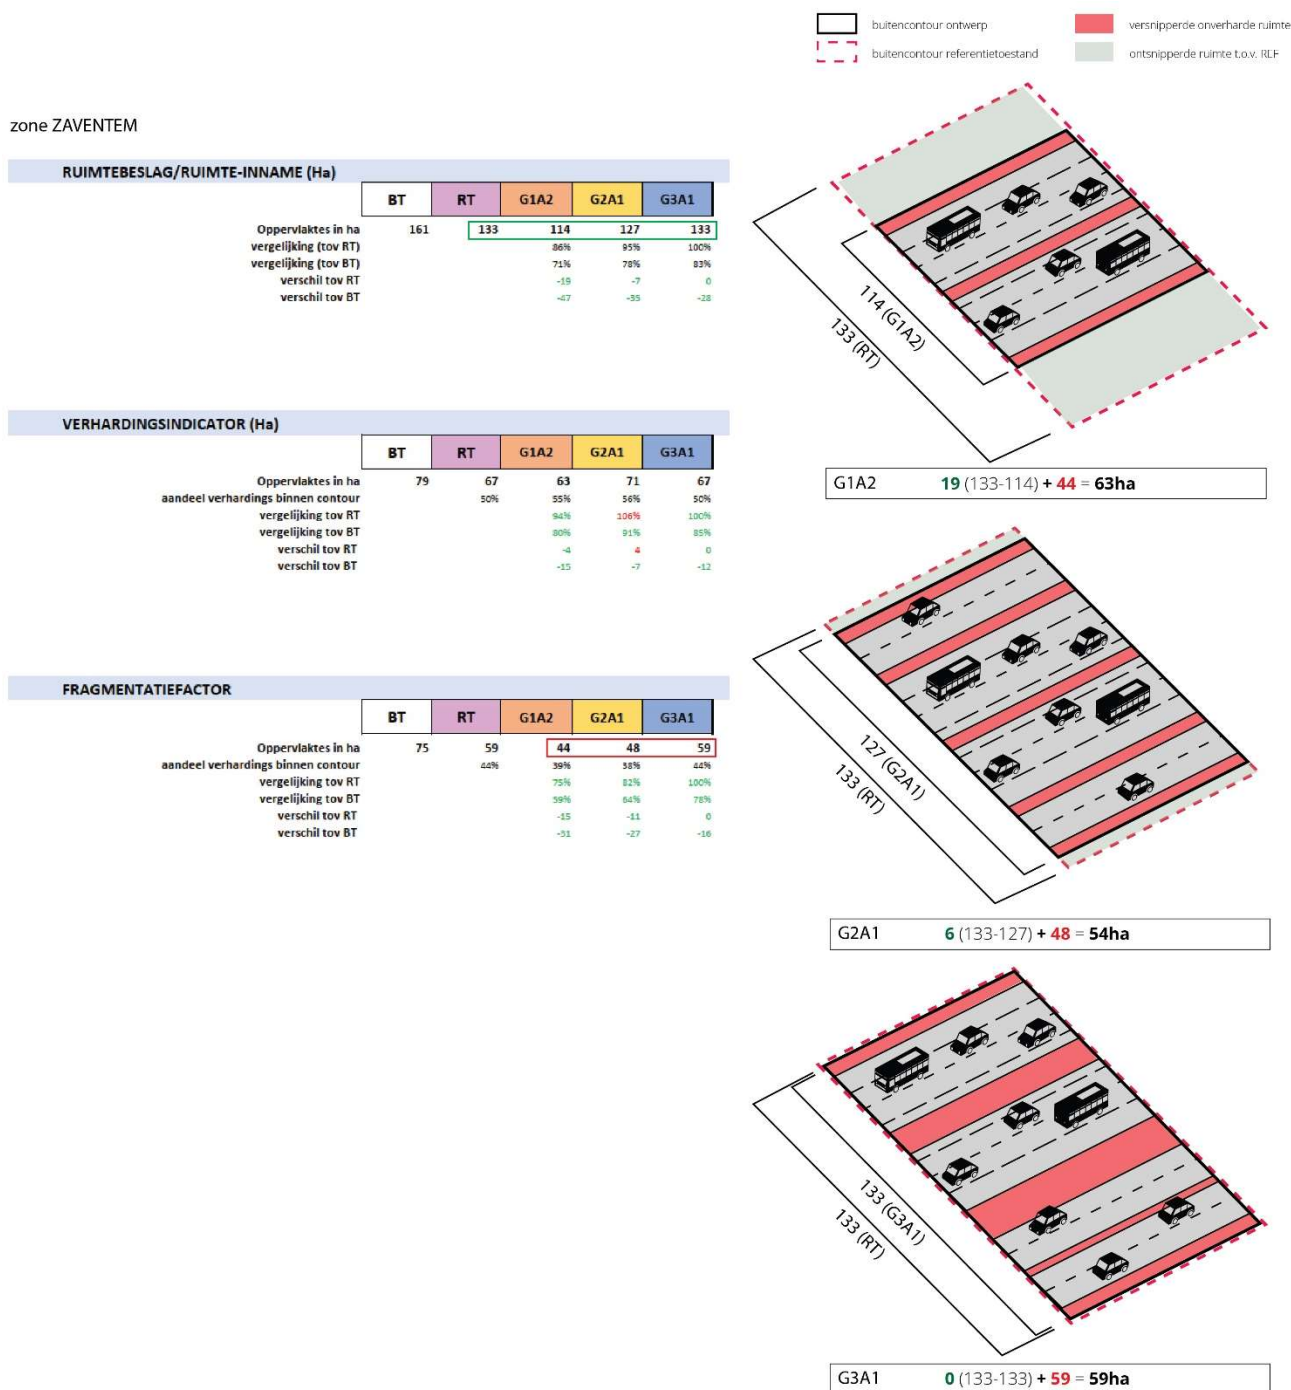 buitencontour ontwerp
versnipperde onverharde ruimte
buitencontour referentietoestand
ontsnipperde ruimte t.o.v. REF
zone ZAVENTEM
RUIMTEBESLAG/RUIMTE-INNAME (Ha)
BT RT G1A2 G2A1 G3A1
Oppervlaktes in ha 161 133 114 127 133
vergelijking (tov RT) 86% 95% 100%
vergelijking (tov BT) 71% 78% 83%
verschil tov RT -19 -7 0
verschil tov BT -47 -35 -28
114 (G1A2)
133 (RT)
G1A2 19 (133-114) + 44 = 63ha
VERHARDINGSINDICATOR (Ha)
BT RT G1A2 G2A1 G3A1
Oppervlaktes in ha 79 67 63 71 67
aandeel verhardings binnen contour 50% 55% 56% 50%
vergelijking tov RT 94% 106% 100%
vergelijking tov BT 80% 91% 85%
verschil tov RT -4 4 0
verschil tov BT -15 -7 -12
127 (G2A1)
133 (RT)
G2A1 6 (133-127) + 48 = 54ha
FRAGMENTATIEFACTOR
BT RT G1A2 G2A1 G3A1
Oppervlaktes in ha 75 59 44 48 59
aandeel verhardings binnen contour 44% 39% 38% 44%
vergelijking tov RT 75% 82% 100%
vergelijking tov BT 59% 64% 78%
verschil tov RT -15 -11 0
verschil tov BT -31 -27 -16
133 (G3A1)
133 (RT)
G3A1 0 (133-133) + 59 = 59ha